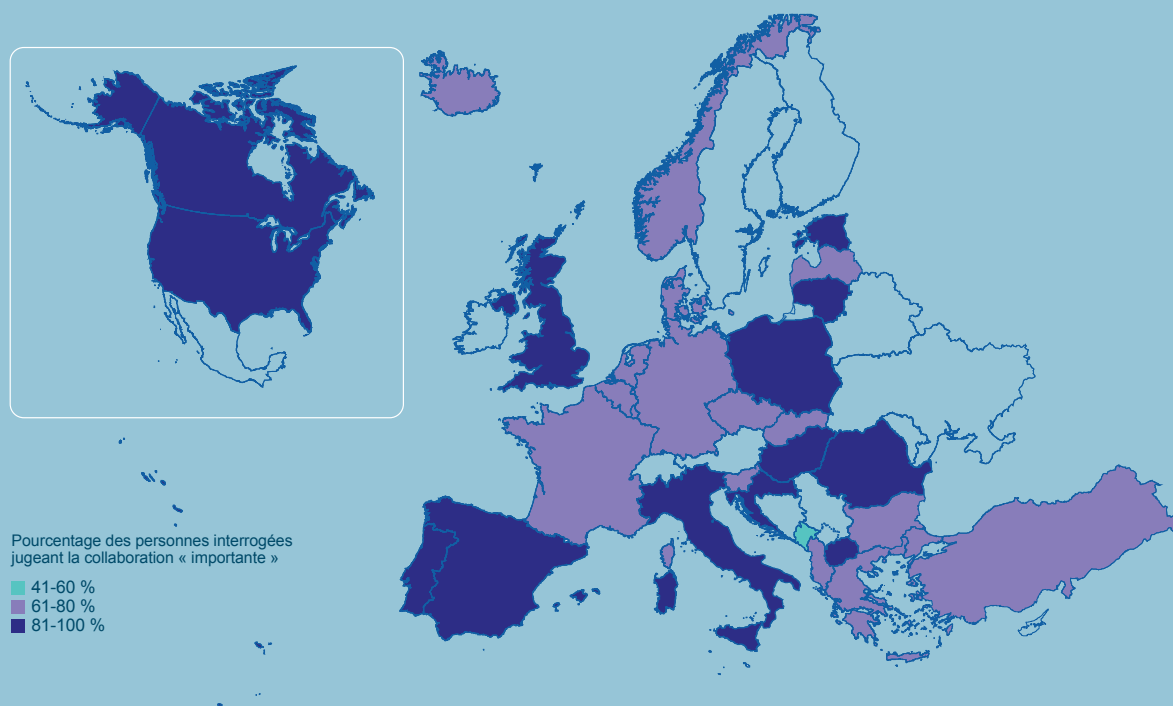 Pourcentage des personnes interrogées
jugeant la collaboration « importante »
41-60 %
61-80 %
81-100 %